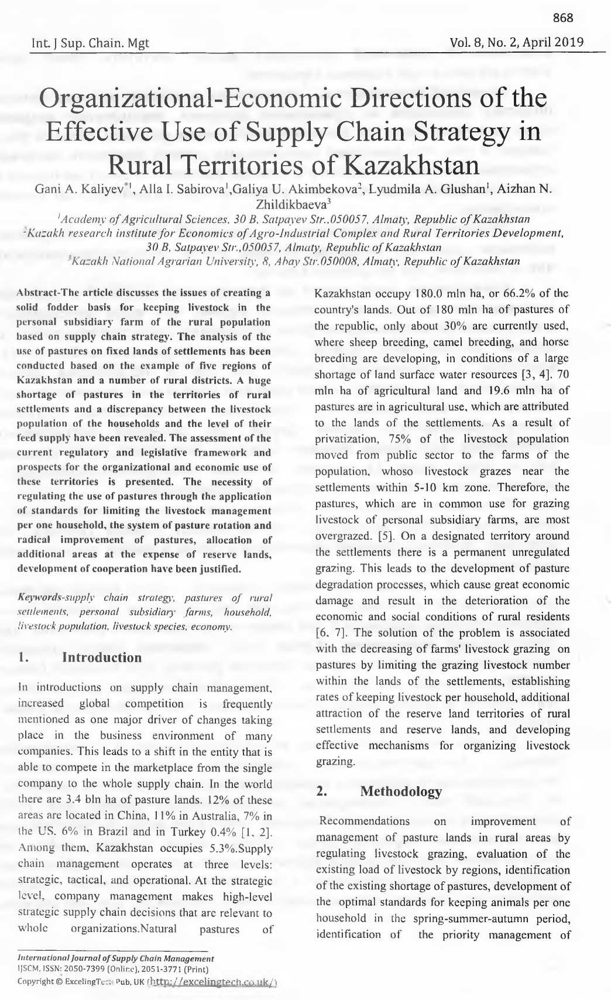 868
Int. J Sup. Chain. Mgt
Vol. 8, No. 2, April 2019
Organizational-Economic Directions of the
Effective Use of Supply Chain Strategy in
Rural Territories of Kazakhstan
Gani A. Kaliyev*1, Alla I. Sabirova1,Galiya U. Akimbekova2, Lyudmila A. Glushan1, Aizhan N.
Zhildikbaeva3
1Academy of Agricultural Sciences, 30 B, Satpayev Str.,050057, Almaty, Republic of Kazakhstan
2Kazakh research institute for Economics of Agro-Industrial Complex and Rural Territories Development,
30 B, Satpayev Str.,050057, Almaty, Republic of Kazakhstan
3Kazakh National Agrarian University, 8, Abay Str.050008, Almaty, Republic of Kazakhstan
Abstract-The article discusses the issues of creating a
solid fodder basis for keeping livestock in the
personal subsidiary farm of the rural population
based on supply chain strategy. The analysis of the
use of pastures on fixed lands of settlements has been
conducted based on the example of five regions of
Kazakhstan and a number of rural districts. A huge
shortage of pastures in the territories of rural
settlements and a discrepancy between the livestock
population of the households and the level of their
feed supply have been revealed. The assessment of the
current regulatory and legislative framework and
prospects for the organizational and economic use of
these territories is presented. The necessity of
regulating the use of pastures through the application
of standards for limiting the livestock management
per one household, the system of pasture rotation and
radical improvement of pastures, allocation of
additional areas at the expense of reserve lands,
development of cooperation have been justified.
Keywords-supply chain strategy, pastures of rural
settlements, personal subsidiary farms, household,
livestock population, livestock species, economy.
1. Introduction
In introductions on supply chain management,
increased global competition is frequently
mentioned as one major driver of changes taking
place in the business environment of many
companies. This leads to a shift in the entity that is
able to compete in the marketplace from the single
company to the whole supply chain. In the world
there are 3.4 bln ha of pasture lands. 12% of these
areas are located in China, 11% in Australia, 7% in
the US. 6% in Brazil and in Turkey 0.4% [1, 2].
Among them, Kazakhstan occupies 5.3%.Supply
chain management operates at three levels:
strategic, tactical, and operational. At the strategic
level, company management makes high-level
strategic supply chain decisions that are relevant to
whole organizations.Natural pastures of
Kazakhstan occupy 180.0 mln ha, or 66.2% of the
country's lands. Out of 180 mln ha of pastures of
the republic, only about 30% are currently used,
where sheep breeding, camel breeding, and horse
breeding are developing, in conditions of a large
shortage of land surface water resources [3, 4]. 70
mln ha of agricultural land and 19.6 mln ha of
pastures are in agricultural use, which are attributed
to the lands of the settlements. As a result of
privatization, 75% of the livestock population
moved from public sector to the farms of the
population, whoso livestock grazes near the
settlements within 5-10 km zone. Therefore, the
pastures, which are in common use for grazing
livestock of personal subsidiary farms, are most
overgrazed. [5]. On a designated territory around
the settlements there is a permanent unregulated
grazing. This leads to the development of pasture
degradation processes, which cause great economic
damage and result in the deterioration of the
economic and social conditions of rural residents
[6, 7]. The solution of the problem is associated
with the decreasing of farms' livestock grazing on
pastures by limiting the grazing livestock number
within the lands of the settlements, establishing
rates of keeping livestock per household, additional
attraction of the reserve land territories of rural
settlements and reserve lands, and developing
effective mechanisms for organizing livestock
grazing.
2. Methodology
Recommendations on improvement of
management of pasture lands in rural areas by
regulating livestock grazing, evaluation of the
existing load of livestock by regions, identification
of the existing shortage of pastures, development of
the optimal standards for keeping animals per one
household in the spring-summer-autumn period,
identification of the priority management of
International Journal of Supply Chain Management
IJSCM, ISSN: 2050-7399 (Online), 2051-3771 (Print)
Copyright © ExcelingTech Pub, UK (http://excelingtech.co.uk/)